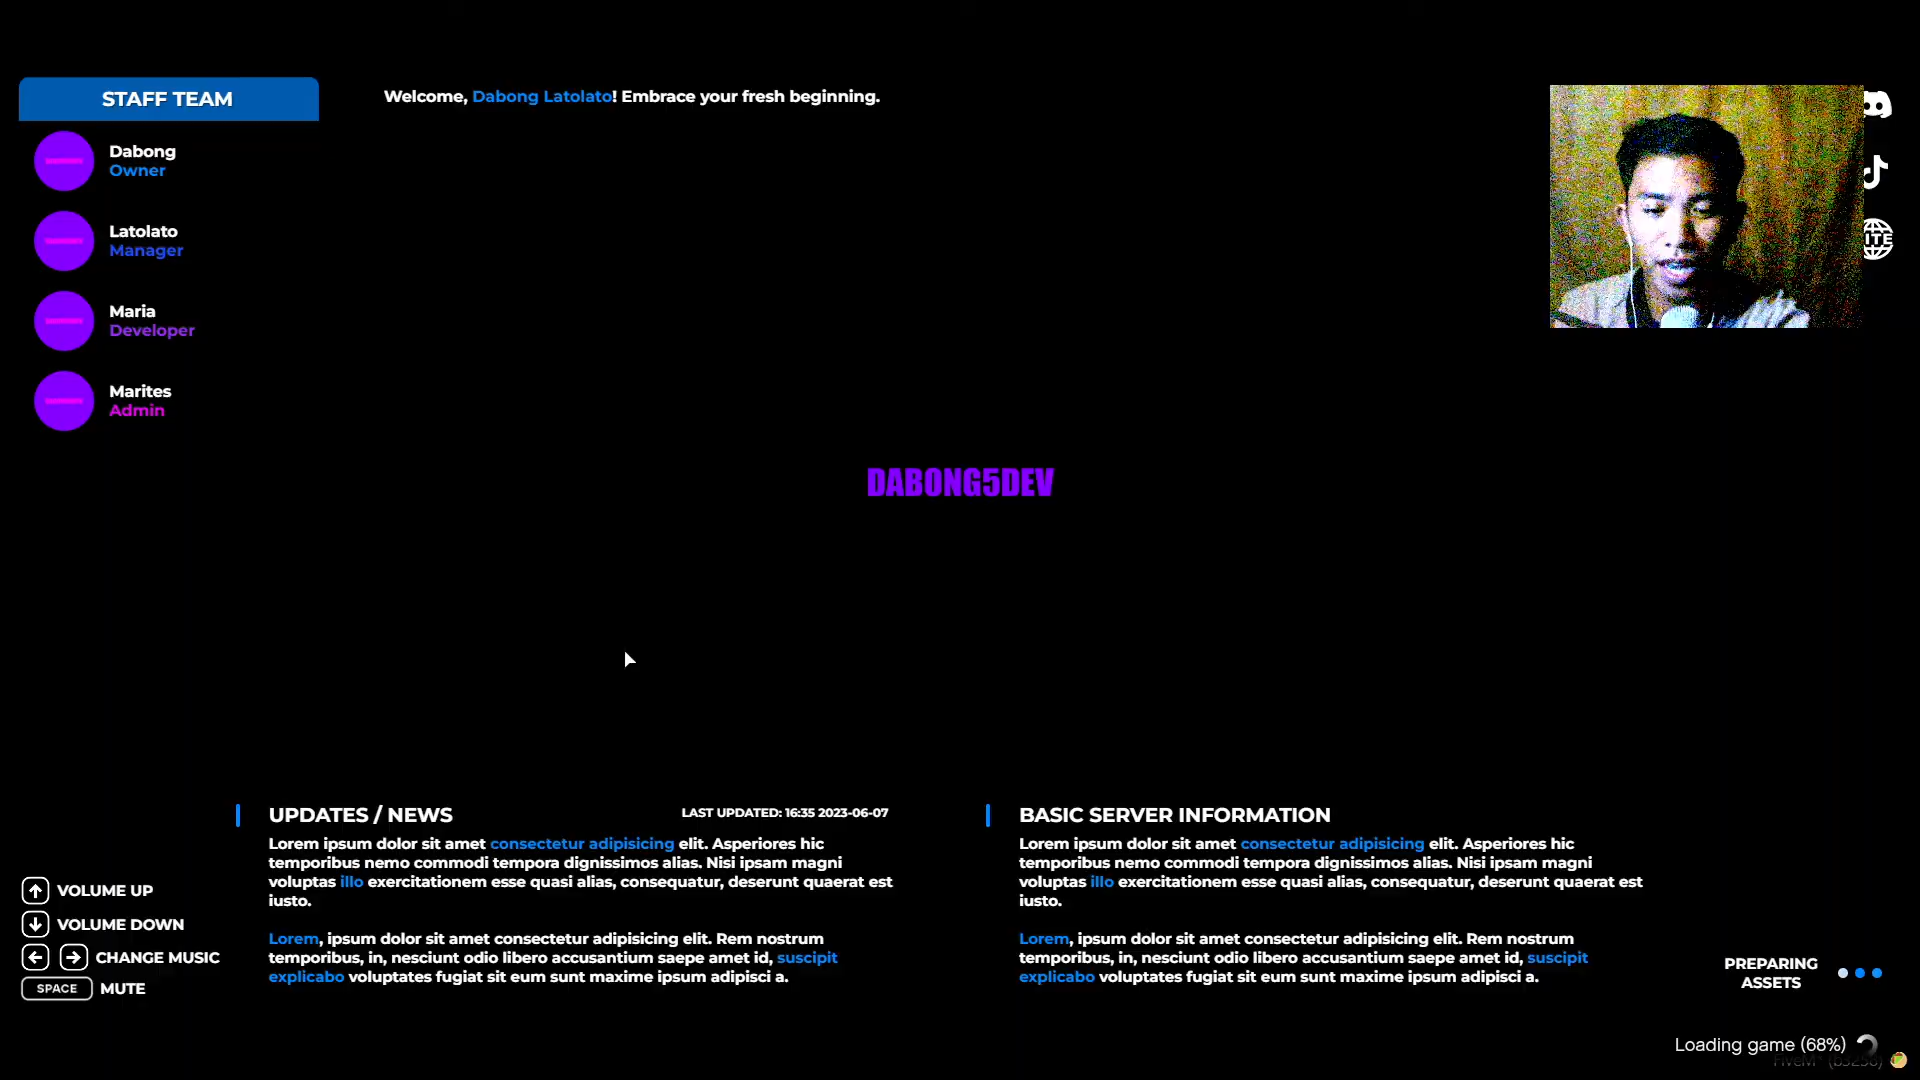 STAFF TEAM
Dabong
Owner
Latolato
Manager
Maria
Developer
Marites
Admin
Welcome, Dabong Latolato! Embrace your fresh beginning.
ITE
DABONG5DEV
UPDATES / NEWS
LAST UPDATED: 16:35 2023-06-07
Lorem ipsum dolor sit amet consectetur adipisicing elit. Asperiores hic
temporibus nemo commodi tempora dignissimos alias. Nisi ipsam magni
voluptas illo exercitationem esse quasi alias, consequatur, deserunt quaerat est
iusto.
Lorem, ipsum dolor sit amet consectetur adipisicing elit. Rem nostrum
temporibus, in, nesciunt odio libero accusantium saepe amet id, suscipit
explicabo voluptates fugiat sit eum sunt maxime ipsum adipisci a.
BASIC SERVER INFORMATION
Lorem ipsum dolor sit amet consectetur adipisicing elit. Asperiores hic
temporibus nemo commodi tempora dignissimos alias. Nisi ipsam magni
voluptas illo exercitationem esse quasi alias, consequatur, deserunt quaerat est
iusto.
Lorem, ipsum dolor sit amet consectetur adipisicing elit. Rem nostrum
temporibus, in, nesciunt odio libero accusantium saepe amet id, suscipit
explicabo voluptates fugiat sit eum sunt maxime ipsum adipisci a.
VOLUME UP
VOLUME DOWN
CHANGE MUSIC
SPACE MUTE
PREPARING
ASSETS
Loading game (68%)